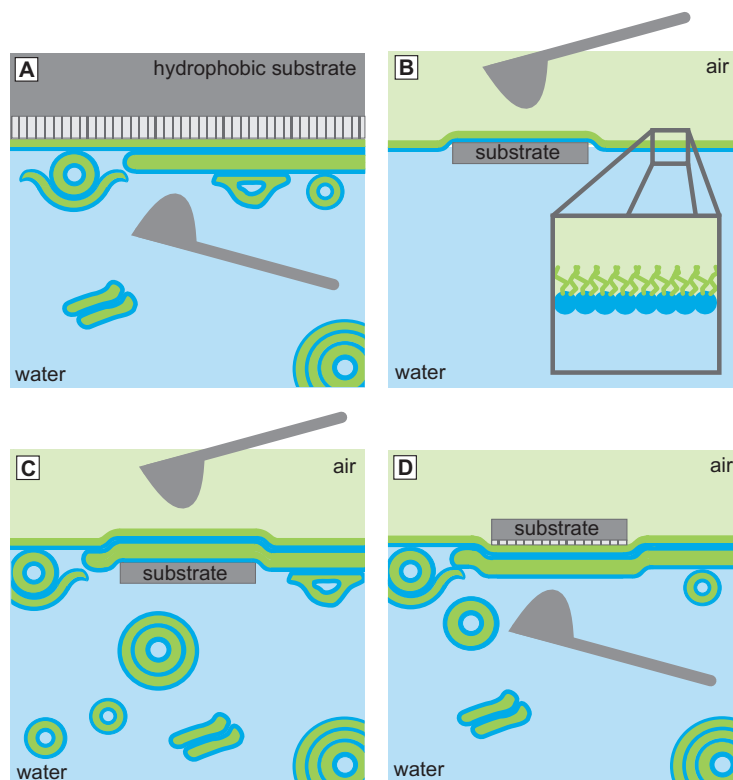 A
hydrophobic substrate
water
B
air
substrate
water
C
air
substrate
water
D
air
substrate
water